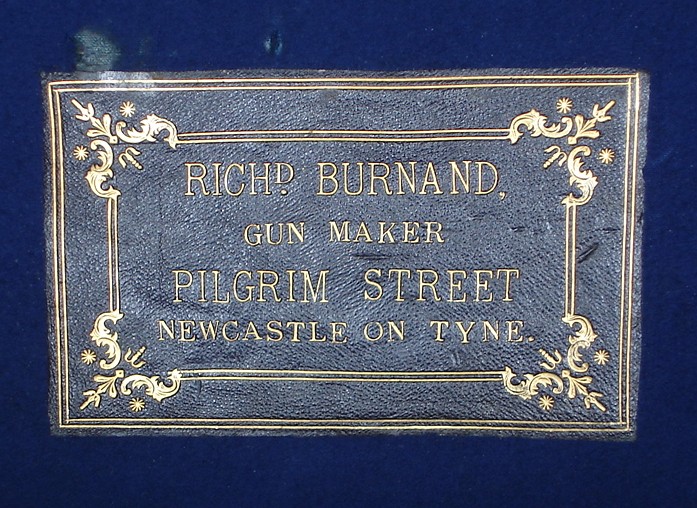 RICHD BURNAND,
GUN MAKER
PILGRIM STREET
NEWCASTLE ON TYNE.